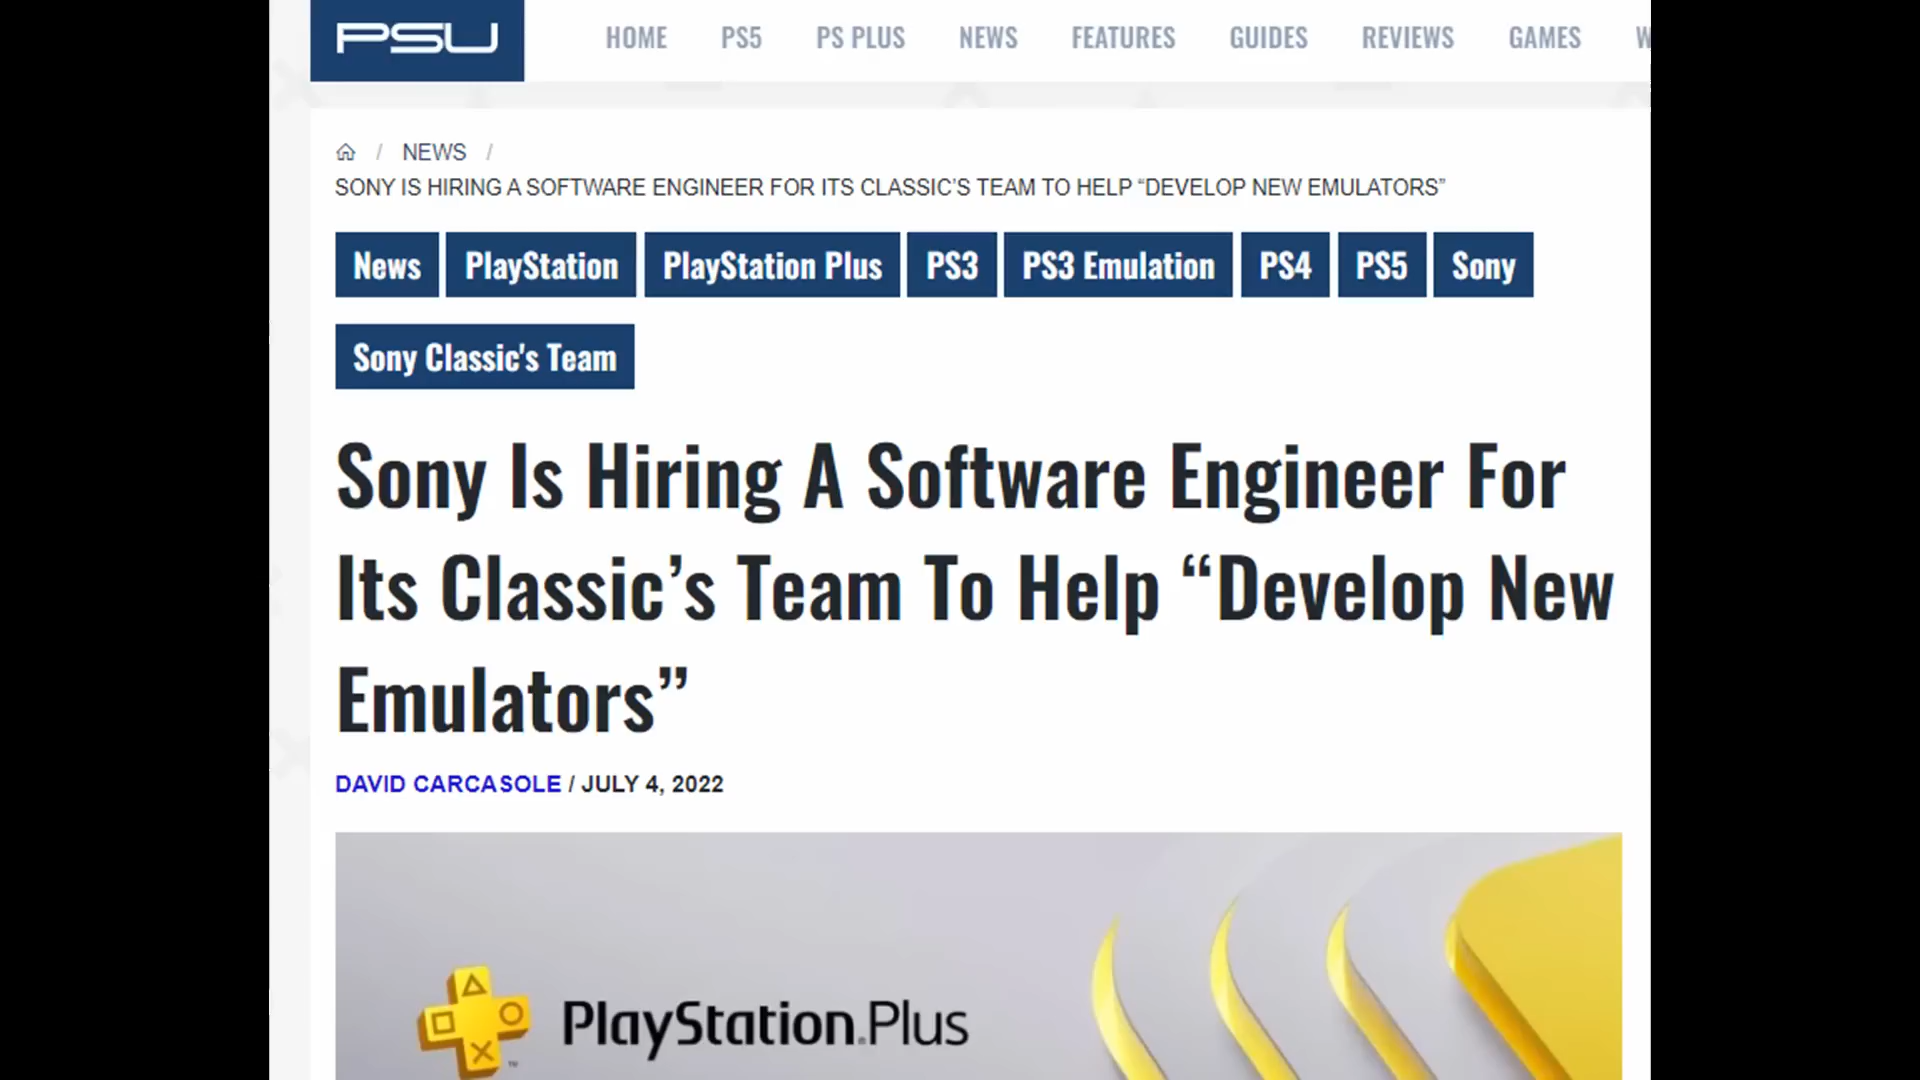 PSU
HOME PS5 PS PLUS NEWS FEATURES GUIDES REVIEWS GAMES W
/ NEWS /
SONY IS HIRING A SOFTWARE ENGINEER FOR ITS CLASSIC'S TEAM TO HELP “DEVELOP NEW EMULATORS”
News PlayStation PlayStation Plus PS3 PS3 Emulation PS4 PS5 Sony
Sony Classic's Team
Sony Is Hiring A Software Engineer For
Its Classic’s Team To Help “Develop New
Emulators”
DAVID CARCASOLE / JULY 4, 2022
PlayStation.Plus